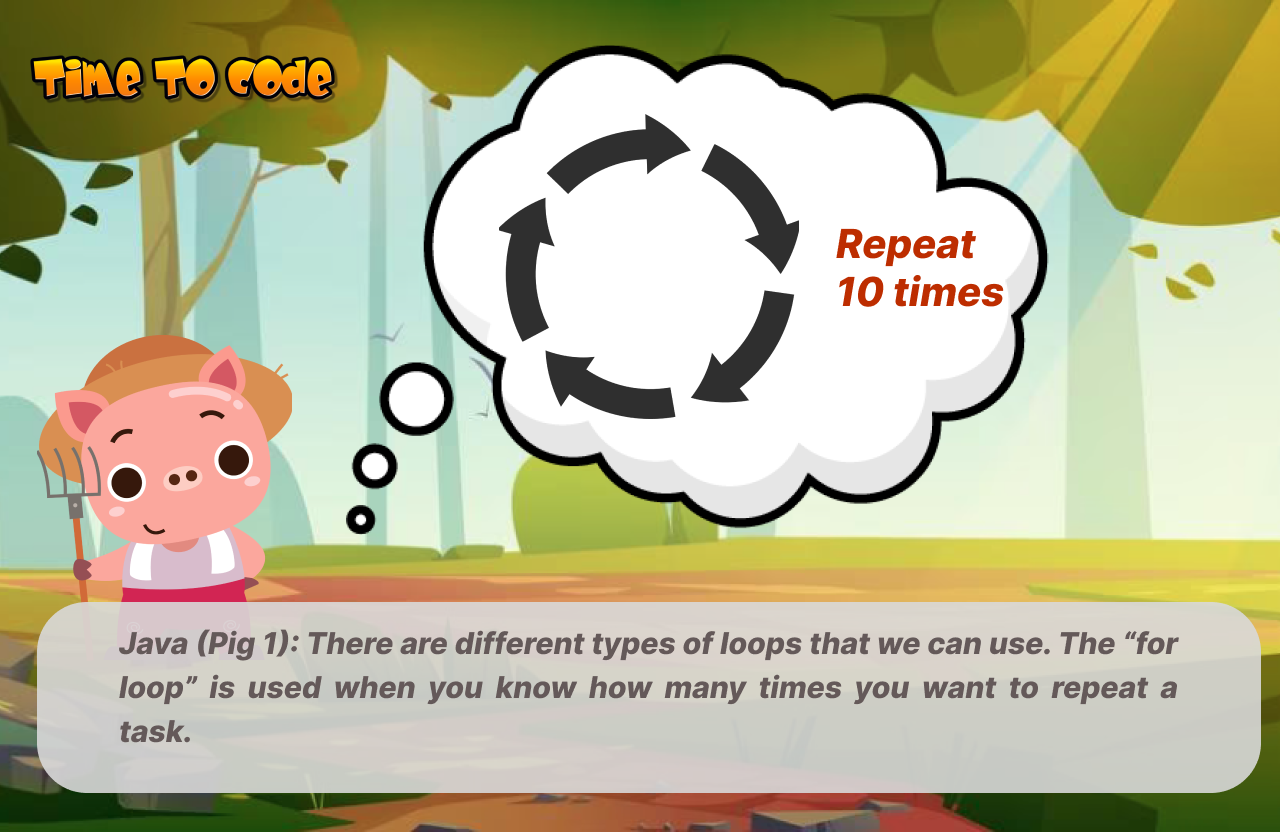 Time To Code
Repeat
10 times
Java (Pig 1): There are different types of loops that we can use. The “for
loop” is used when you know how many times you want to repeat a
task.